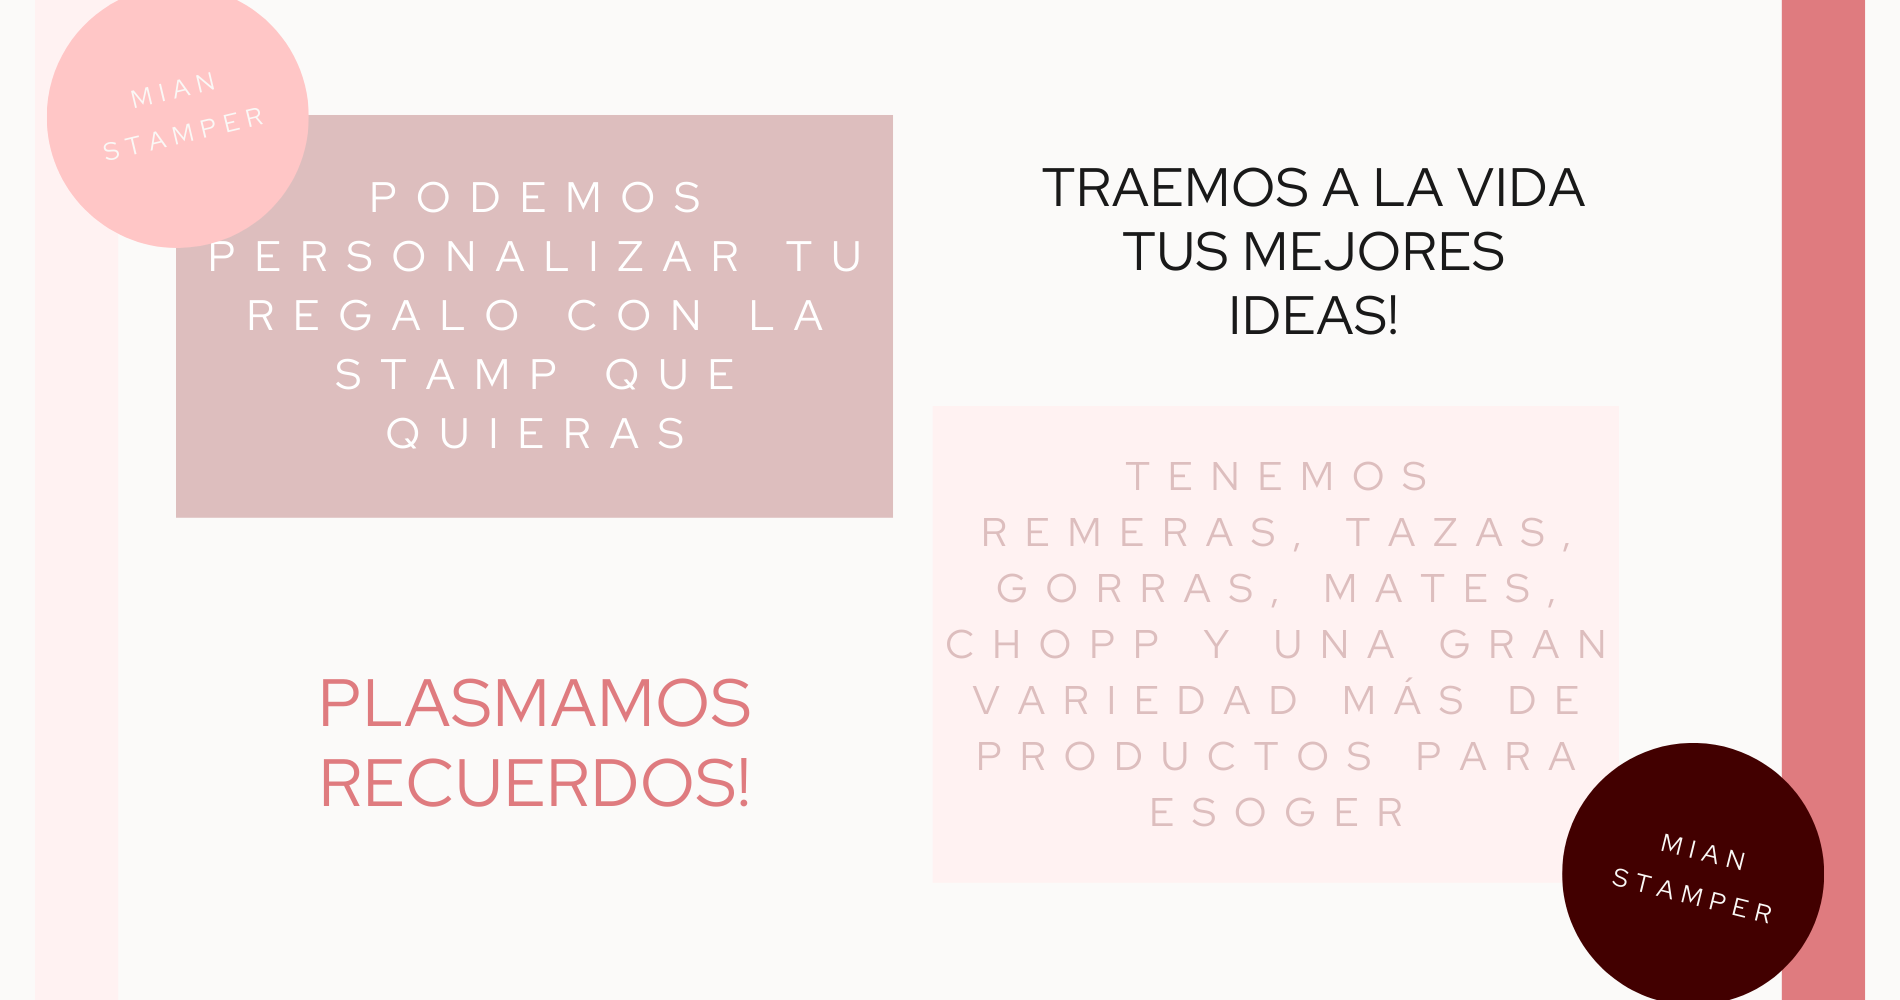 MIAN
STAMPER
PODEMOS
PERSONALIZAR TU
REGALO CON LA
STAMP QUE
QUIERAS
PLASMAMOS
RECUERDOS!
TRAEMOS A LA VIDA
TUS MEJORES
IDEAS!
TENEMOS
REMERAS, TAZAS,
GORRAS, MATES,
CHOPP Y UNA GRAN
VARIEDAD MÁS DE
PRODUCTOS PARA
ESOGER
MIAN
STAMPER